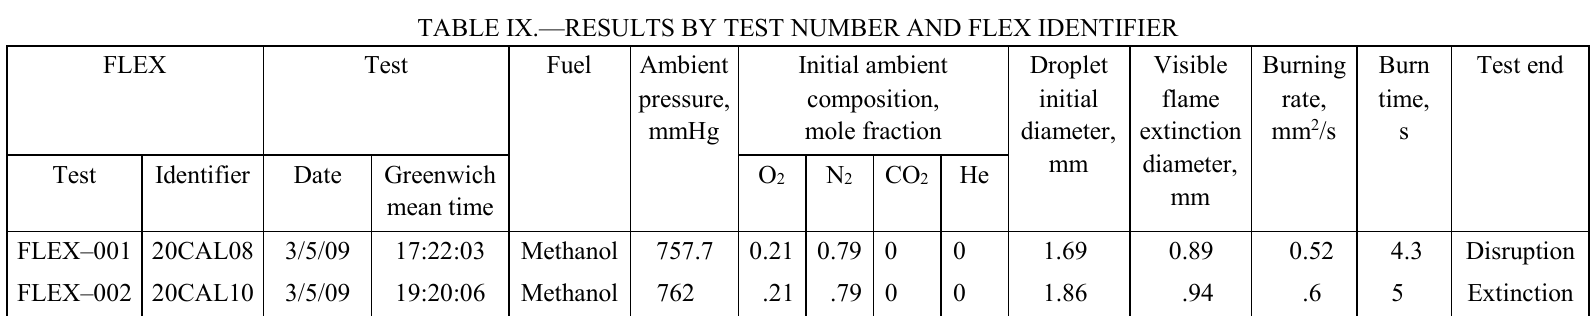 TABLE IX.—RESULTS BY TEST NUMBER AND FLEX IDENTIFIER
FLEX Test Fuel Ambient pressure, mmHg Initial ambient composition, mole fraction Droplet initial diameter, mm Visible flame extinction diameter, mm Burning rate, mm²/s Burn time, s Test end
Test Identifier Date Greenwich mean time O₂ N₂ CO₂ He
FLEX–001 20CAL08 3/5/09 17:22:03 Methanol 757.7 0.21 0.79 0 0 1.69 0.89 0.52 4.3 Disruption
FLEX–002 20CAL10 3/5/09 19:20:06 Methanol 762 .21 .79 0 0 1.86 .94 .6 5 Extinction